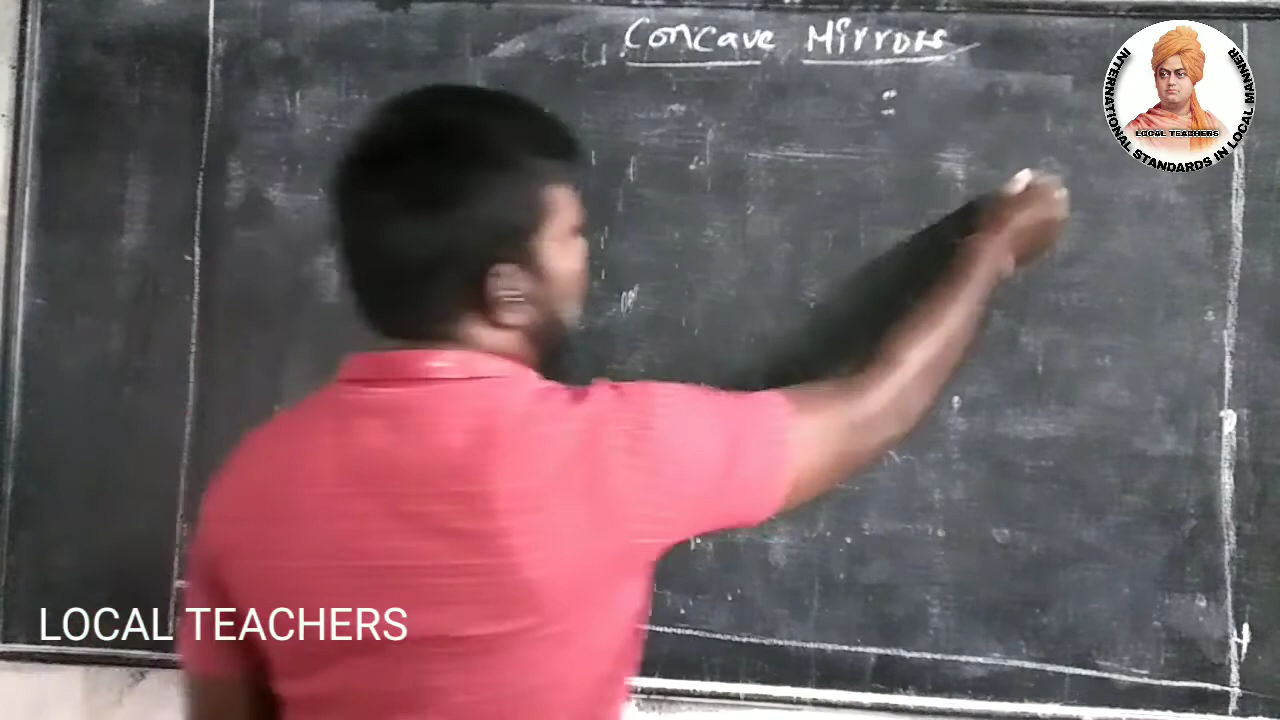 Concave Mirrors
INTERNATIONAL STANDARDS IN LOCAL MANNER
LOCAL TEACHERS
LOCAL TEACHERS